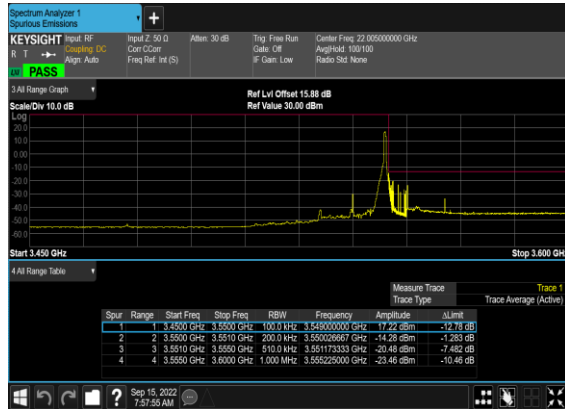 Spectrum Analyzer 1
Spurious Emissions
KEYSIGHT Input: RF Input Z: 50 Ω Atten: 30 dB Trig: Free Run Center Freq: 22.005000000 GHz
R T Coupling: DC Corr CCorr Gate: Off Avg|Hold: 100/100
Align: Auto Freq Ref: Int (S) IF Gain: Low Radio Std: None
PASS
3 All Range Graph
Ref Lvl Offset 15.88 dB
Scale/Div 10.0 dB Ref Value 30.00 dBm
Log
20.0
10.0
0.00
-10.0
-20.0
-30.0
-40.0
-50.0
-60.0
Start 3.450 GHz Stop 3.600 GH
4 All Range Table
Measure Trace Trace 1
Trace Type Trace Average (Active)
Spur Range Start Freq Stop Freq RBW Frequency Amplitude ΔLimit
1 1 3.4500 GHz 3.5500 GHz 100.0 kHz 3.549000000 GHz 17.22 dBm -12.78 dB
2 2 3.5500 GHz 3.5510 GHz 200.0 kHz 3.550026667 GHz -14.28 dBm -1.283 dB
3 3 3.5510 GHz 3.5550 GHz 510.0 kHz 3.551173333 GHz -20.48 dBm -7.482 dB
4 4 3.5550 GHz 3.6000 GHz 1.000 MHz 3.555225000 GHz -23.46 dBm -10.46 dB
Sep 15, 2022
7:57:55 AM